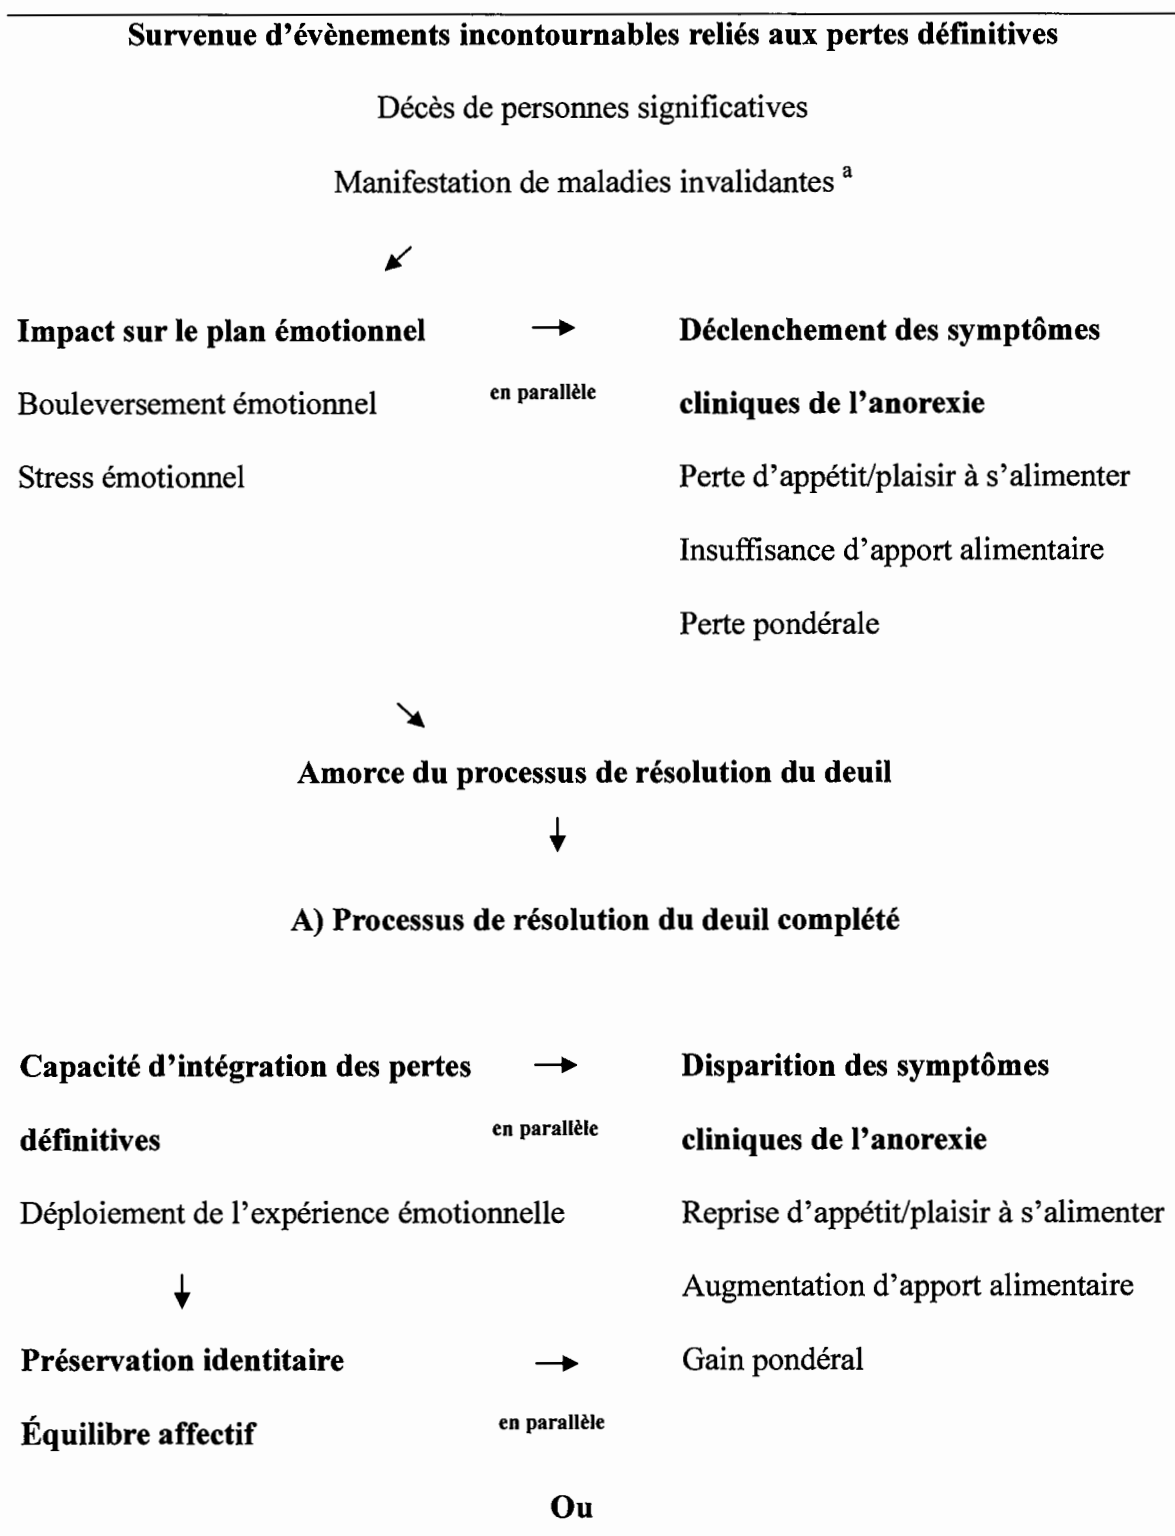 Survenue d'évènements incontournables reliés aux pertes définitives
Décès de personnes significatives
Manifestation de maladies invalidantes a
Impact sur le plan émotionnel → Déclenchement des symptômes
Bouleversement émotionnel en parallèle cliniques de l'anorexie
Stress émotionnel Perte d'appétit/plaisir à s'alimenter
Insuffisance d'apport alimentaire
Perte pondérale
Amorce du processus de résolution du deuil
A) Processus de résolution du deuil complété
Capacité d'intégration des pertes → Disparition des symptômes
définitives en parallèle cliniques de l'anorexie
Déploiement de l'expérience émotionnelle Reprise d'appétit/plaisir à s'alimenter
Augmentation d'apport alimentaire
Préservation identitaire → Gain pondéral
Équilibre affectif en parallèle
Ou